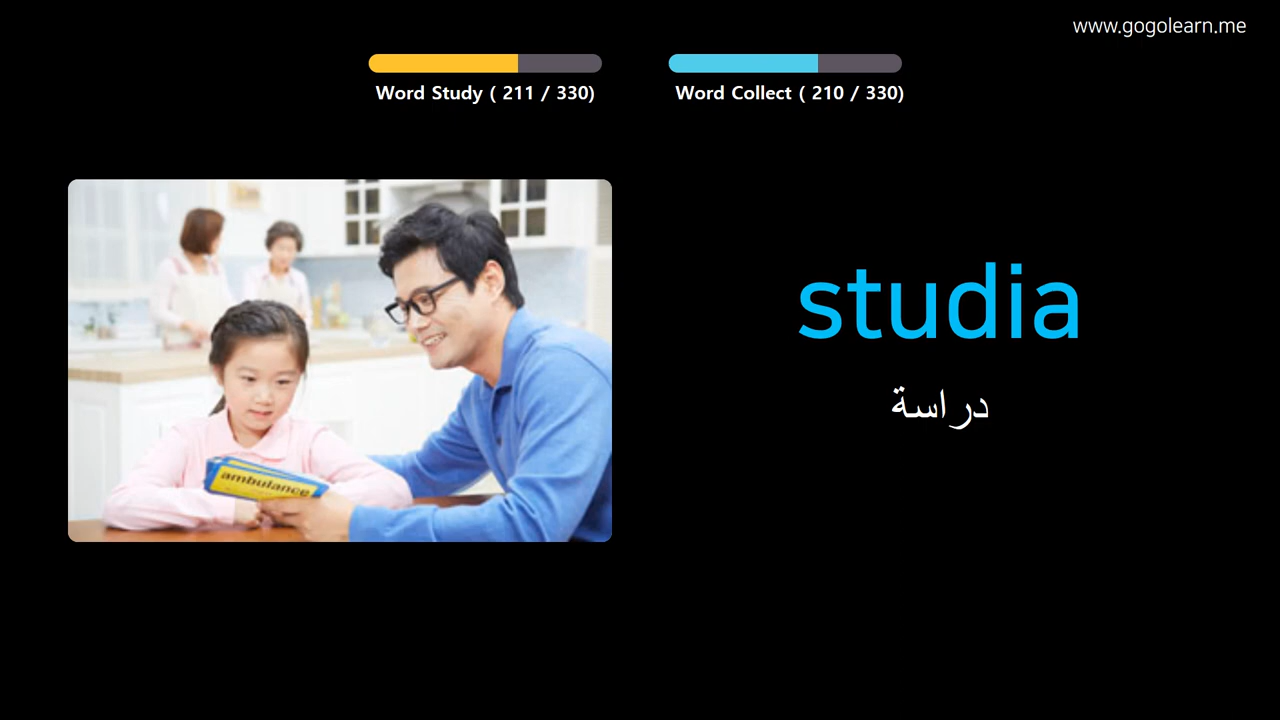 www.gogolearn.me
Word Study ( 211 / 330)
Word Collect ( 210 / 330)
studia
دراسة
ambulance